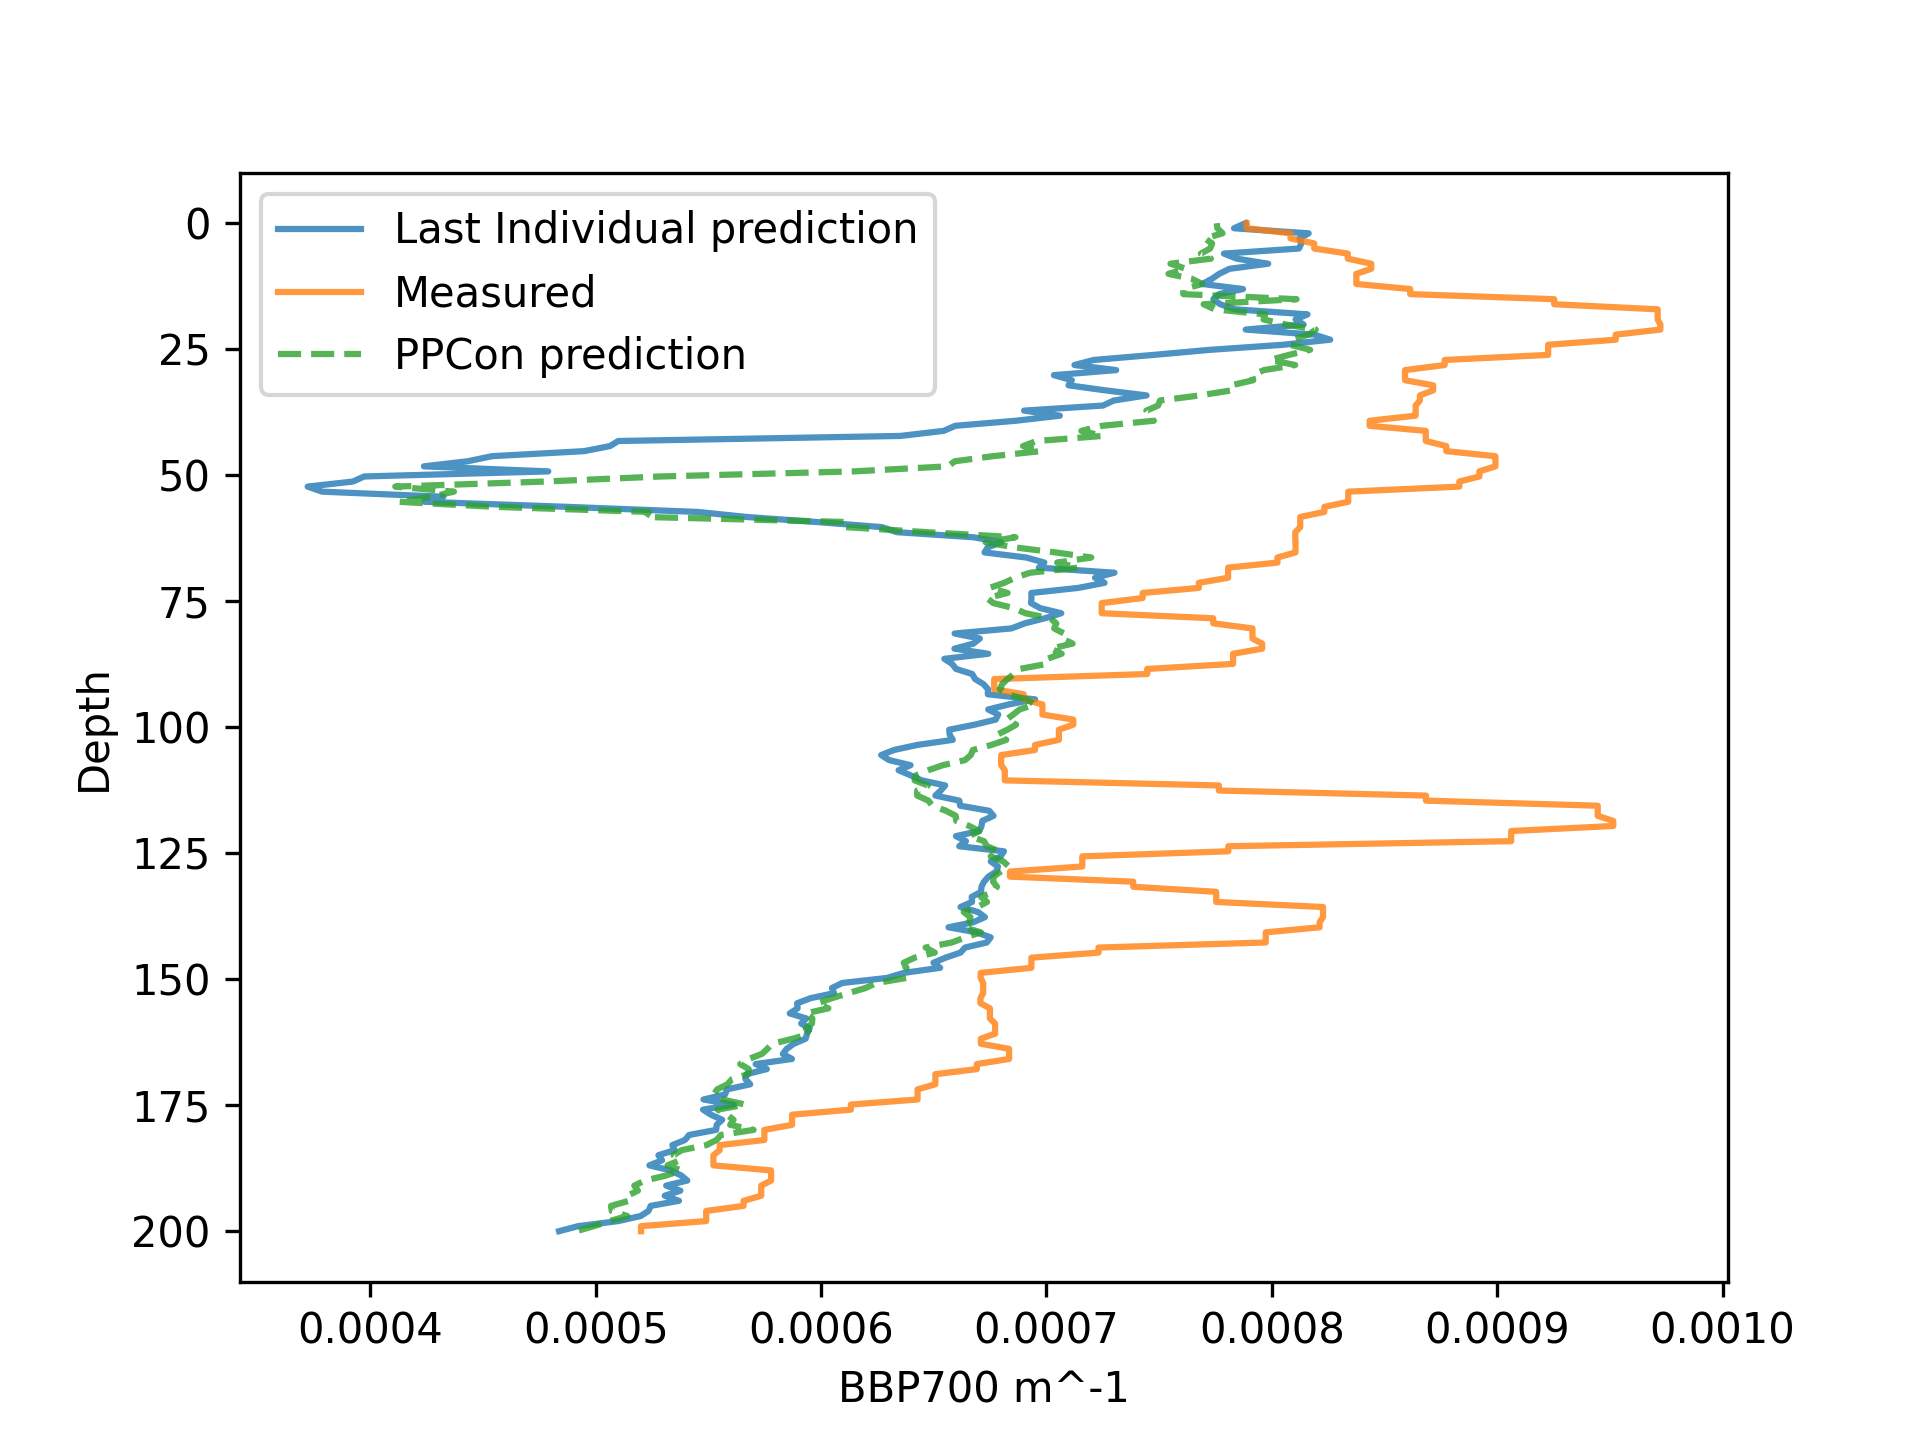 Last Individual prediction
Measured
PPCon prediction
0
25
50
75
100
125
150
175
200
Depth
0.0004 0.0005 0.0006 0.0007 0.0008 0.0009 0.0010
BBP700 m^-1